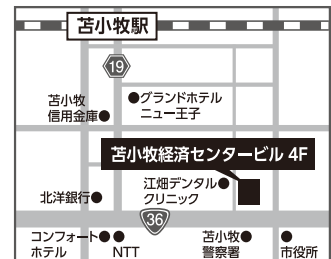 苫小牧駅
19
苫小牧
信用金庫●
●グランドホテル
ニュー王子
苫小牧経済センタービル 4F
北洋銀行●
江畑デンタル●
クリニック
36
コンフォート●
ホテル
●
NTT
苫小牧●
警察署
●
市役所